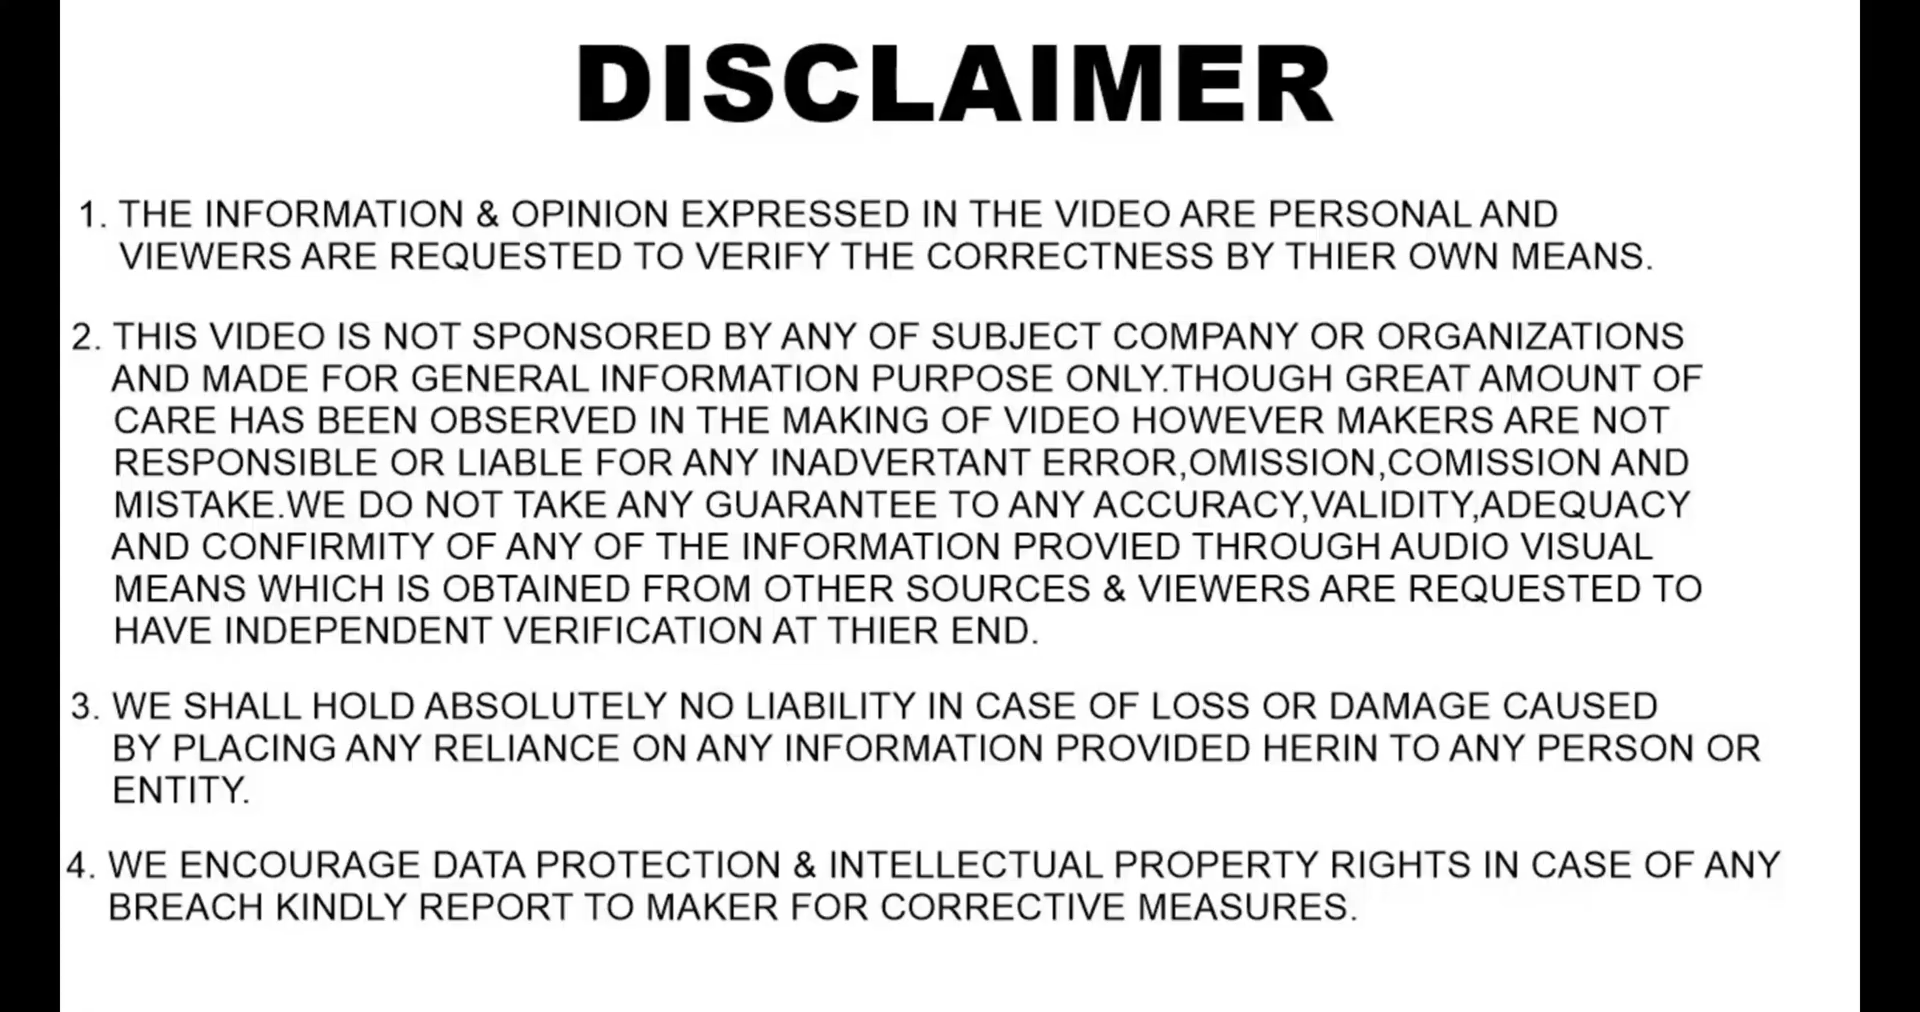 DISCLAIMER
1. THE INFORMATION & OPINION EXPRESSED IN THE VIDEO ARE PERSONAL AND
VIEWERS ARE REQUESTED TO VERIFY THE CORRECTNESS BY THIER OWN MEANS.
2. THIS VIDEO IS NOT SPONSORED BY ANY OF SUBJECT COMPANY OR ORGANIZATIONS
AND MADE FOR GENERAL INFORMATION PURPOSE ONLY.THOUGH GREAT AMOUNT OF
CARE HAS BEEN OBSERVED IN THE MAKING OF VIDEO HOWEVER MAKERS ARE NOT
RESPONSIBLE OR LIABLE FOR ANY INADVERTANT ERROR,OMISSION,COMISSION AND
MISTAKE.WE DO NOT TAKE ANY GUARANTEE TO ANY ACCURACY,VALIDITY,ADEQUACY
AND CONFIRMITY OF ANY OF THE INFORMATION PROVIED THROUGH AUDIO VISUAL
MEANS WHICH IS OBTAINED FROM OTHER SOURCES & VIEWERS ARE REQUESTED TO
HAVE INDEPENDENT VERIFICATION AT THIER END.
3. WE SHALL HOLD ABSOLUTELY NO LIABILITY IN CASE OF LOSS OR DAMAGE CAUSED
BY PLACING ANY RELIANCE ON ANY INFORMATION PROVIDED HERIN TO ANY PERSON OR
ENTITY.
4. WE ENCOURAGE DATA PROTECTION & INTELLECTUAL PROPERTY RIGHTS IN CASE OF ANY
BREACH KINDLY REPORT TO MAKER FOR CORRECTIVE MEASURES.